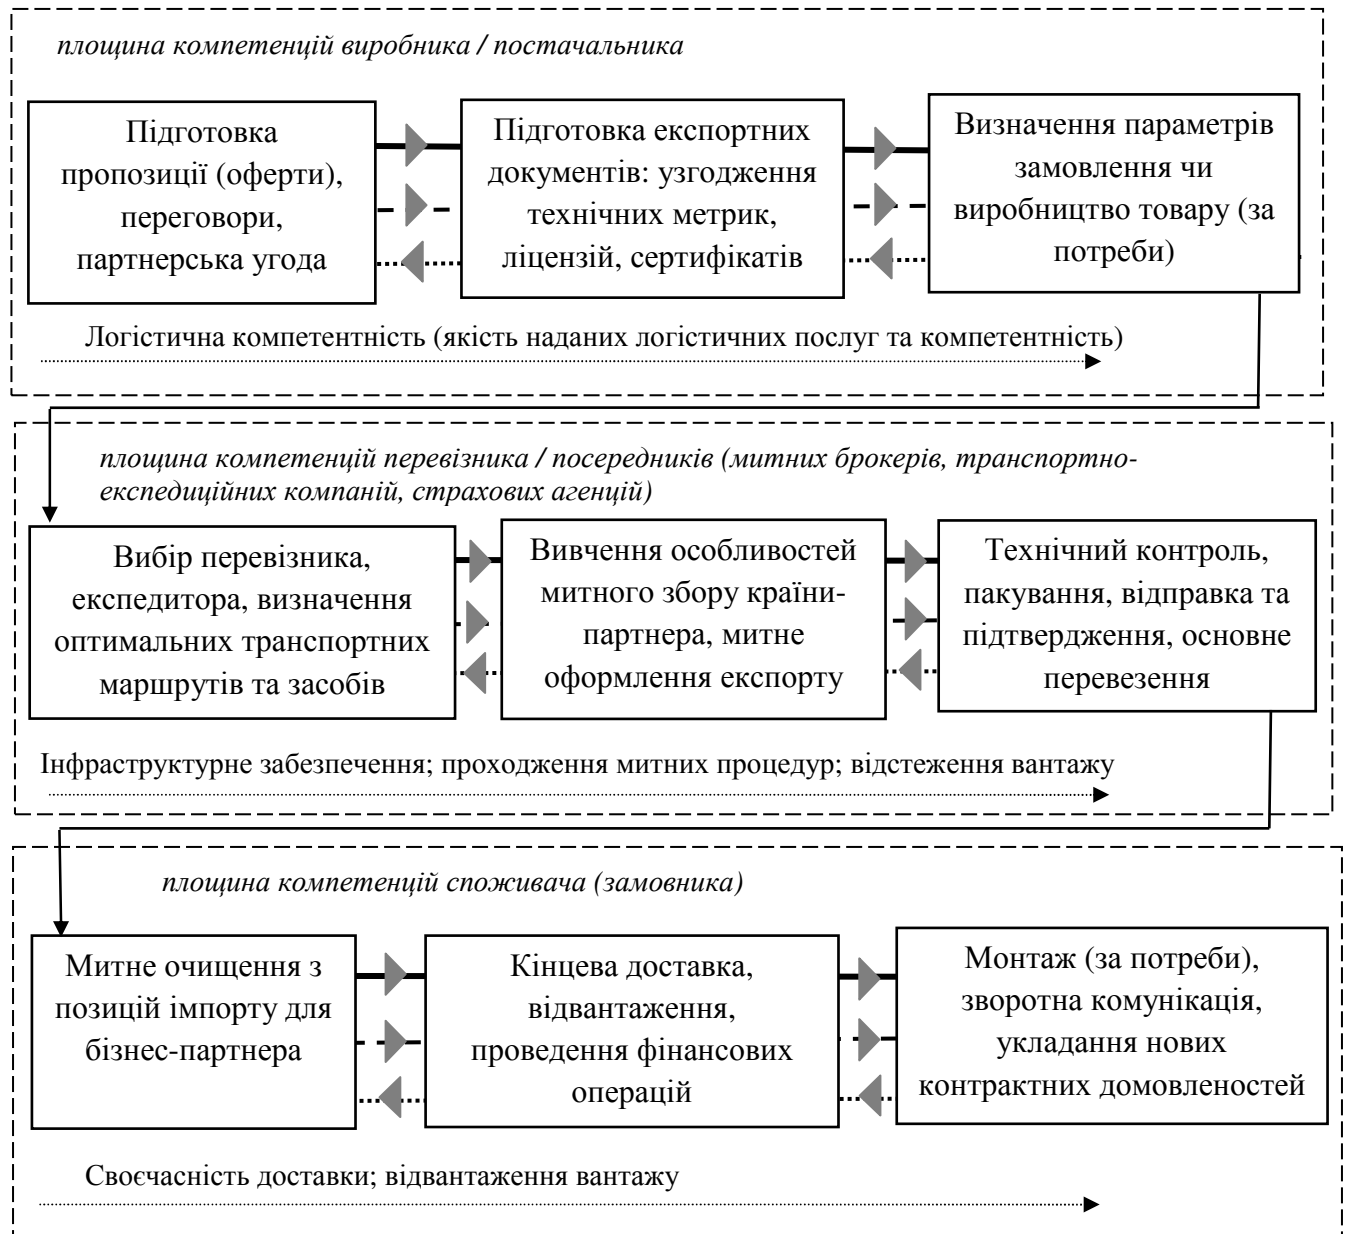 площина компетенцій виробника / постачальника
Підготовка
пропозиції (оферти),
переговори,
партнерська угода
Підготовка експортних
документів: узгодження
технічних метрик,
ліцензій, сертифікатів
Визначення параметрів
замовлення чи
виробництво товару (за
потреби)
Логістична компетентність (якість наданих логістичних послуг та компетентність)
площина компетенцій перевізника / посередників (митних брокерів, транспортно-
експедиційних компаній, страхових агенцій)
Вибір перевізника,
експедитора, визначення
оптимальних транспортних
маршрутів та засобів
Вивчення особливостей
митного збору країни-
партнера, митне
оформлення експорту
Технічний контроль,
пакування, відправка та
підтвердження, основне
перевезення
Інфраструктурне забезпечення; проходження митних процедур; відстеження вантажу
площина компетенцій споживача (замовника)
Митне очищення з
позицій імпорту для
бізнес-партнера
Кінцева доставка,
відвантаження,
проведення фінансових
операцій
Монтаж (за потреби),
зворотна комунікація,
укладання нових
контрактних домовленостей
Своєчасність доставки; відвантаження вантажу